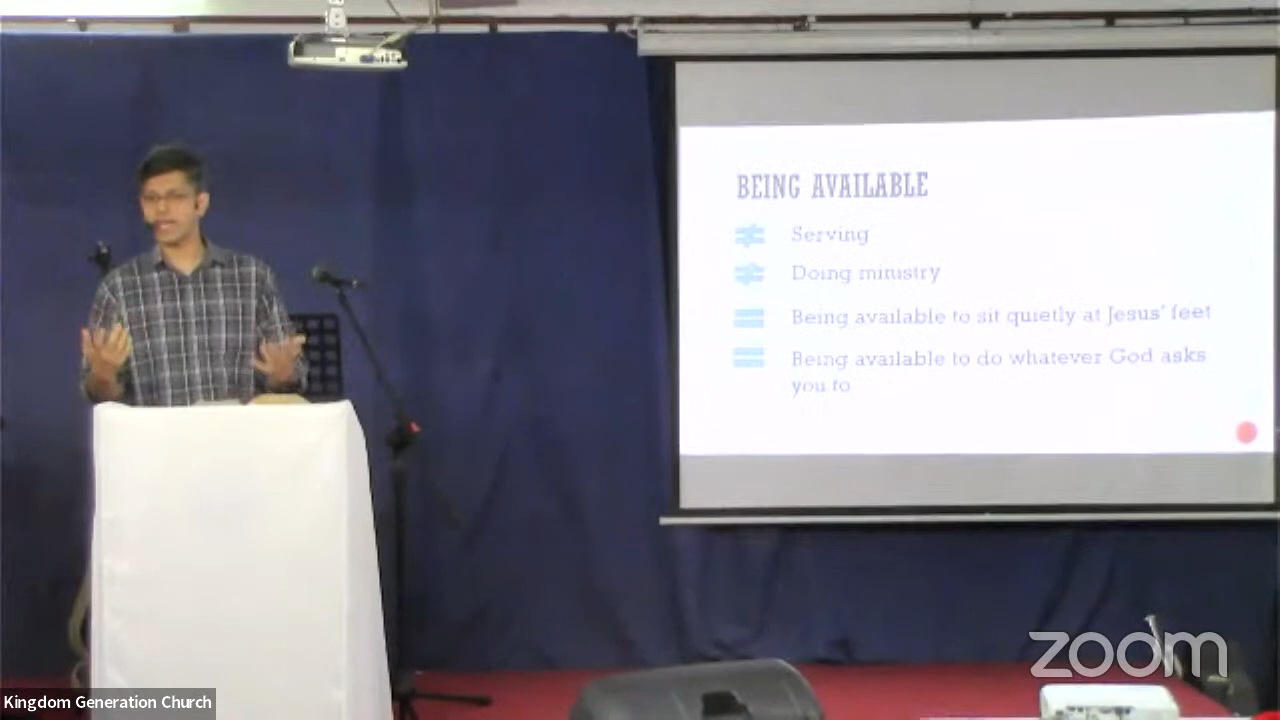 BEING AVAILABLE
≠ Serving
≠ Doing ministry
= Being available to sit quietly at Jesus' feet
= Being available to do whatever God asks
you to
zoom
Kingdom Generation Church